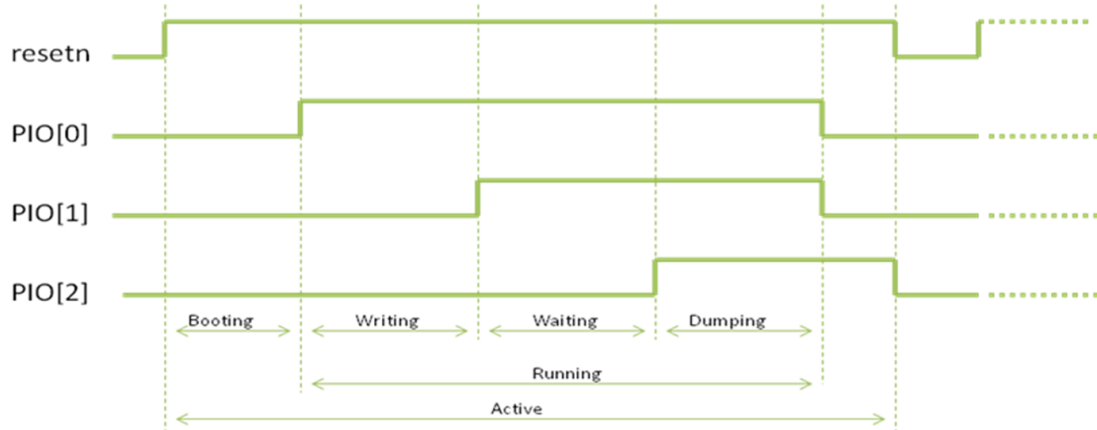 resetn
PIO[0]
PIO[1]
PIO[2]
Booting Writing Waiting Dumping
Running
Active